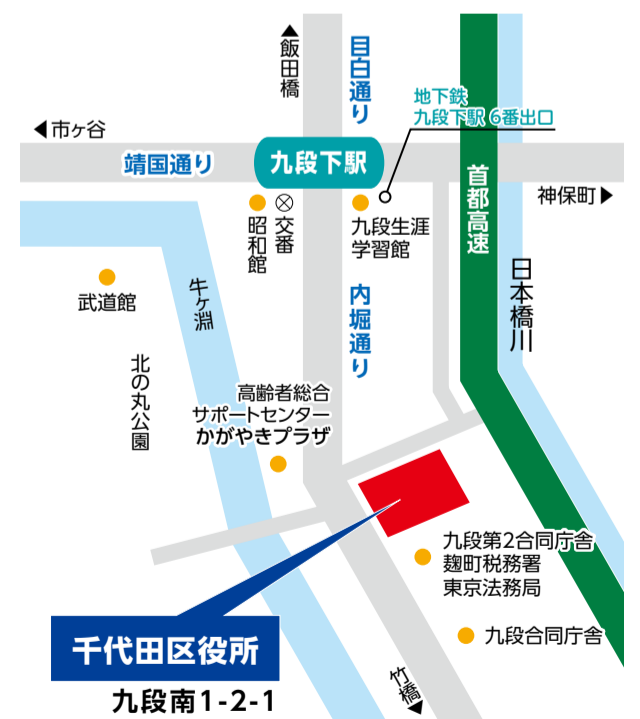 ▲飯田橋
目白通り
地下鉄
九段下駅 6番出口
◀市ヶ谷
靖国通り
九段下駅
首都高速
神保町▶
昭和館
交番
九段生涯
学習館
日本橋川
武道館
牛ヶ淵
内堀通り
北の丸公園
高齢者総合
サポートセンター
かがやきプラザ
九段第2合同庁舎
麹町税務署
東京法務局
九段合同庁舎
千代田区役所
九段南1-2-1
竹橋▼